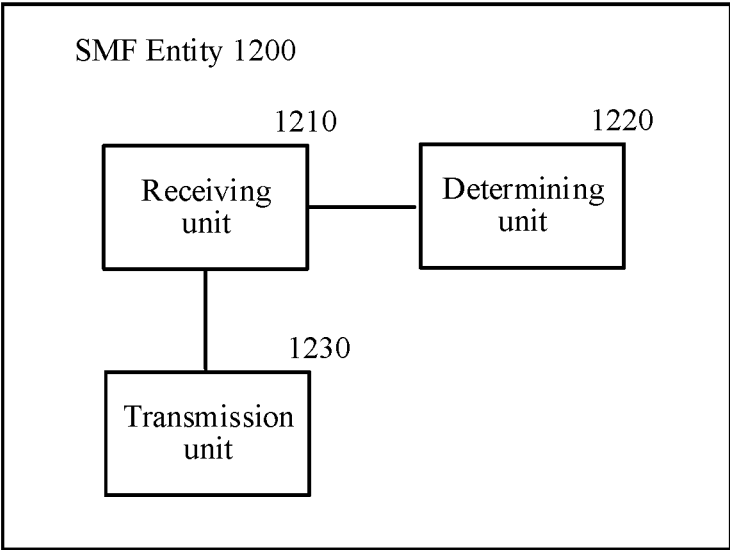 SMF Entity 1200
1210
1220
Receiving
unit
Determining
unit
1230
Transmission
unit